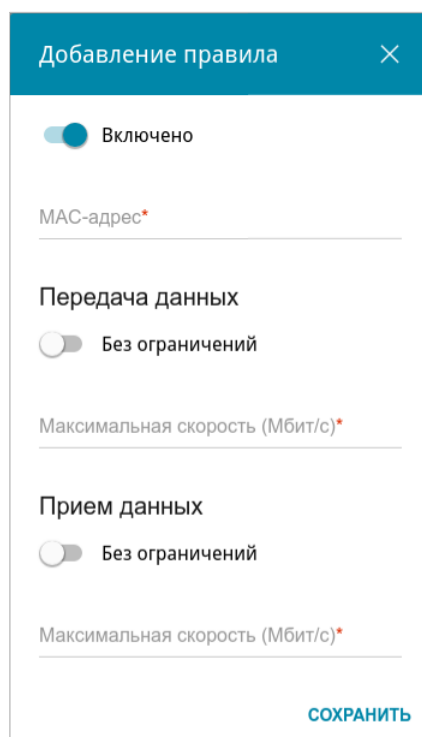 Добавление правила
Включено
MAC-адрес*
Передача данных
Без ограничений
Максимальная скорость (Мбит/с)*
Прием данных
Без ограничений
Максимальная скорость (Мбит/с)*
СОХРАНИТЬ